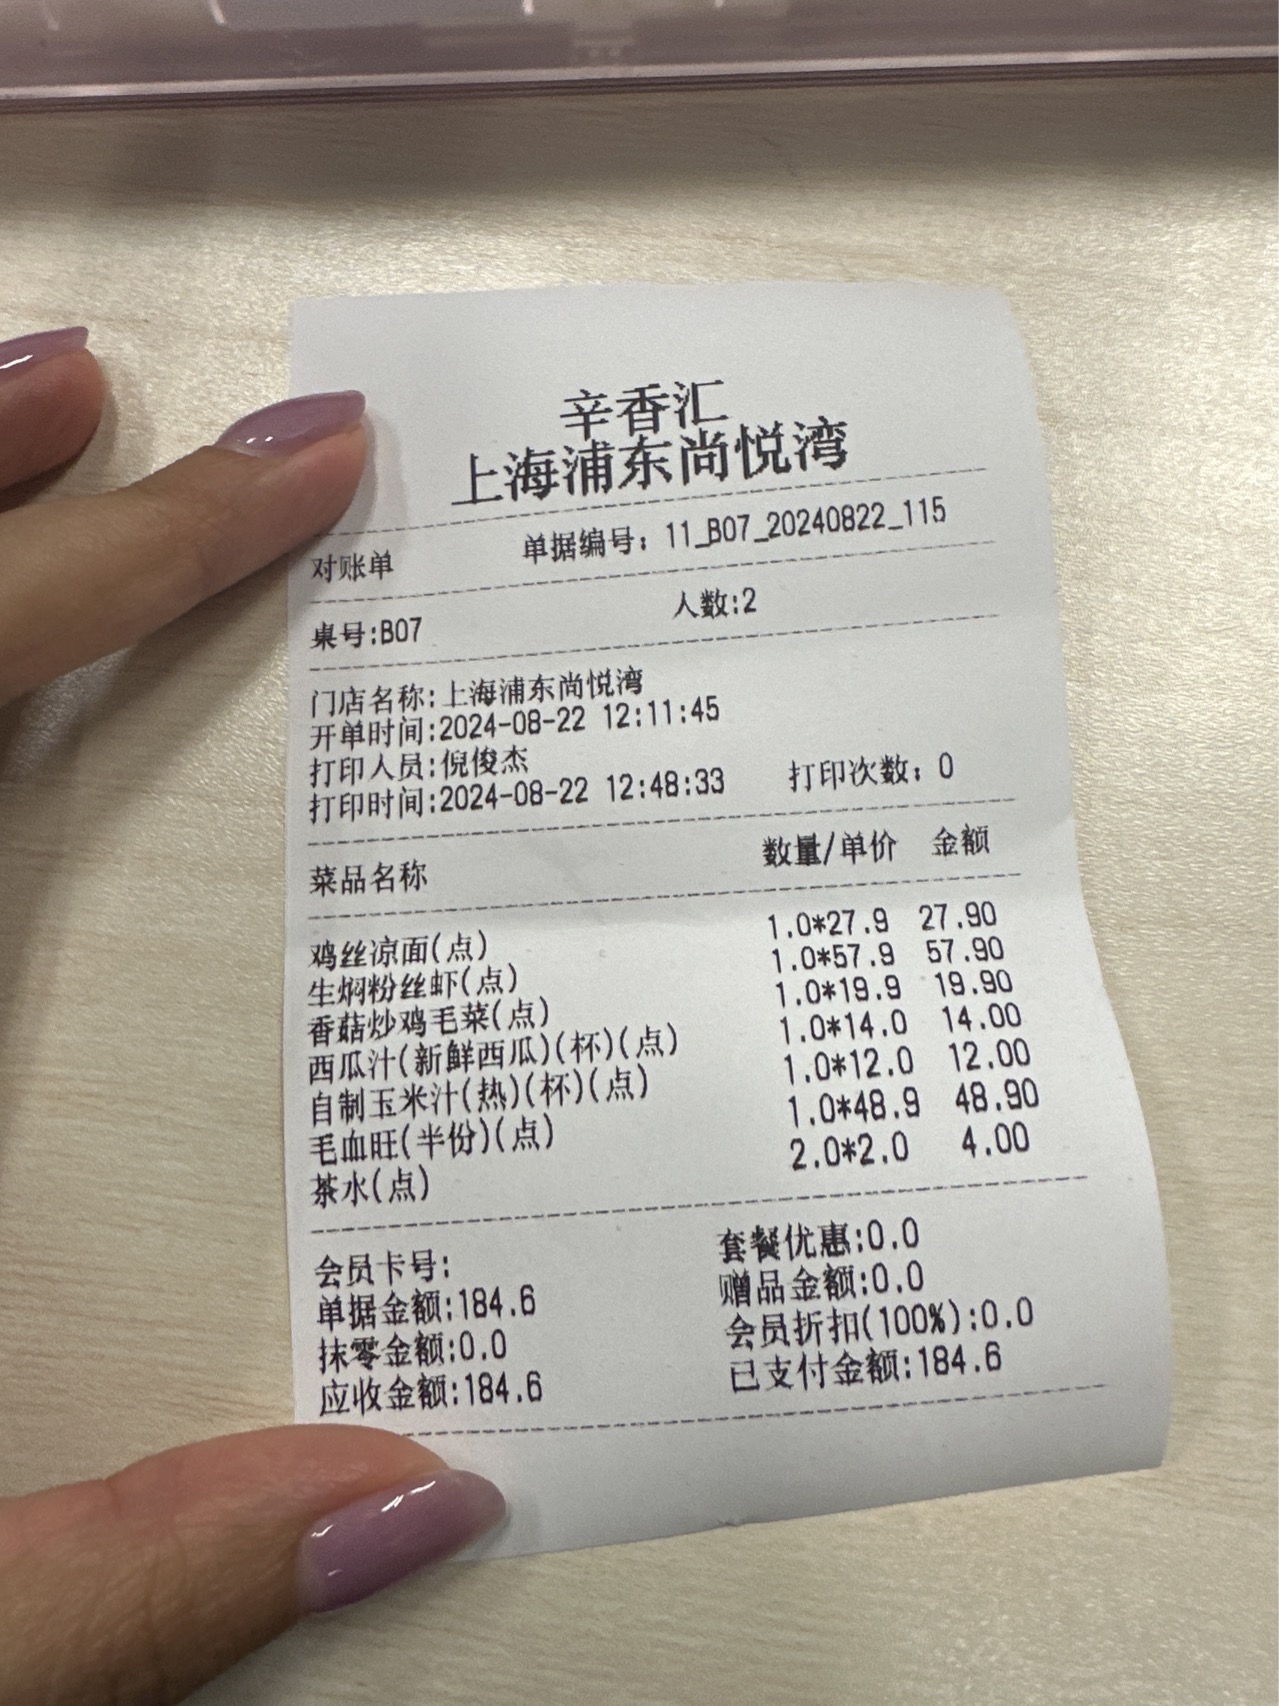 辛香汇
上海浦东尚悦湾
对账单 单据编号：11_B07_20240822_115
桌号:B07 人数:2
门店名称:上海浦东尚悦湾
开单时间:2024-08-22 12:11:45
打印人员:倪俊杰
打印时间:2024-08-22 12:48:33 打印次数：0
菜品名称 数量/单价 金额
鸡丝凉面(点) 1.0*27.9 27.90
生焖粉丝虾(点) 1.0*57.9 57.90
香菇炒鸡毛菜(点) 1.0*19.9 19.90
西瓜汁(新鲜西瓜)(杯)(点) 1.0*14.0 14.00
自制玉米汁(热)(杯)(点) 1.0*12.0 12.00
毛血旺(半份)(点) 1.0*48.9 48.90
茶水(点) 2.0*2.0 4.00
会员卡号: 套餐优惠:0.0
单据金额:184.6 赠品金额:0.0
抹零金额:0.0 会员折扣(100%):0.0
应收金额:184.6 已支付金额:184.6